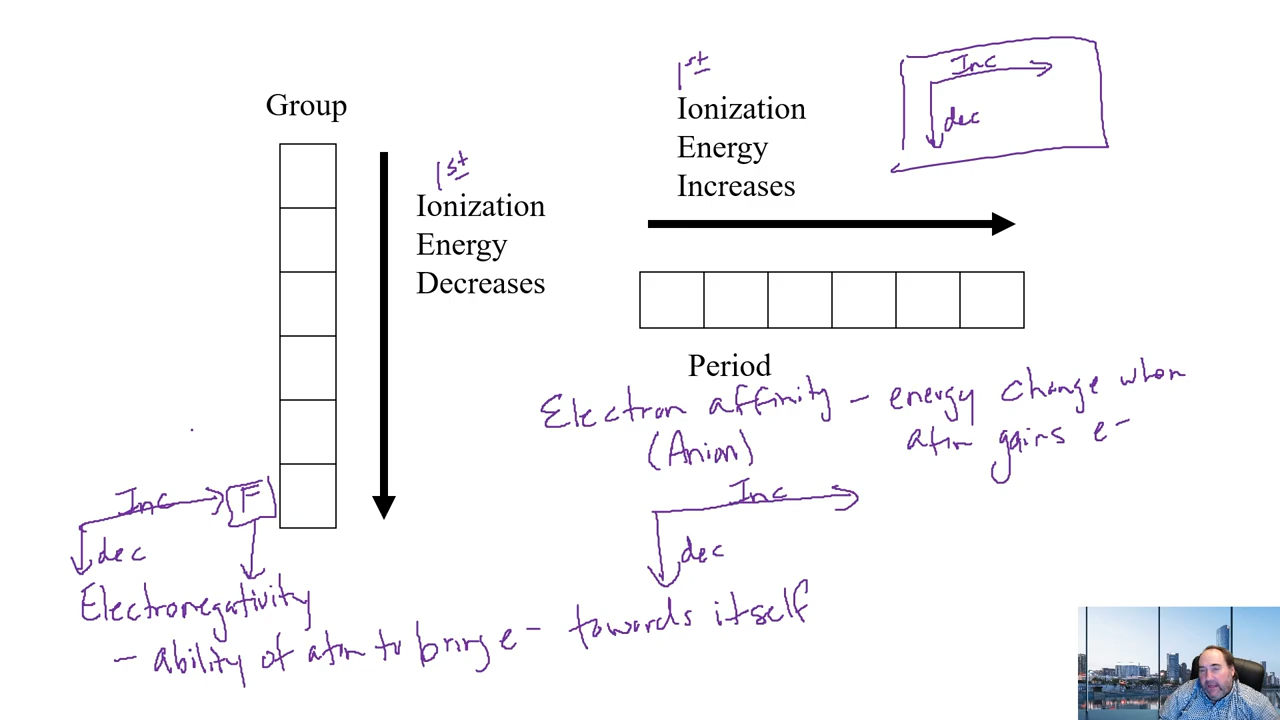 Group
1st
Ionization
Energy
Decreases
1st
Ionization
Energy
Increases
Inc
dec
Period
Electron affinity – energy change when
(Anion) atom gains e-
Inc
dec
Inc F
dec
Electronegativity
– ability of atom to bring e- towards itself